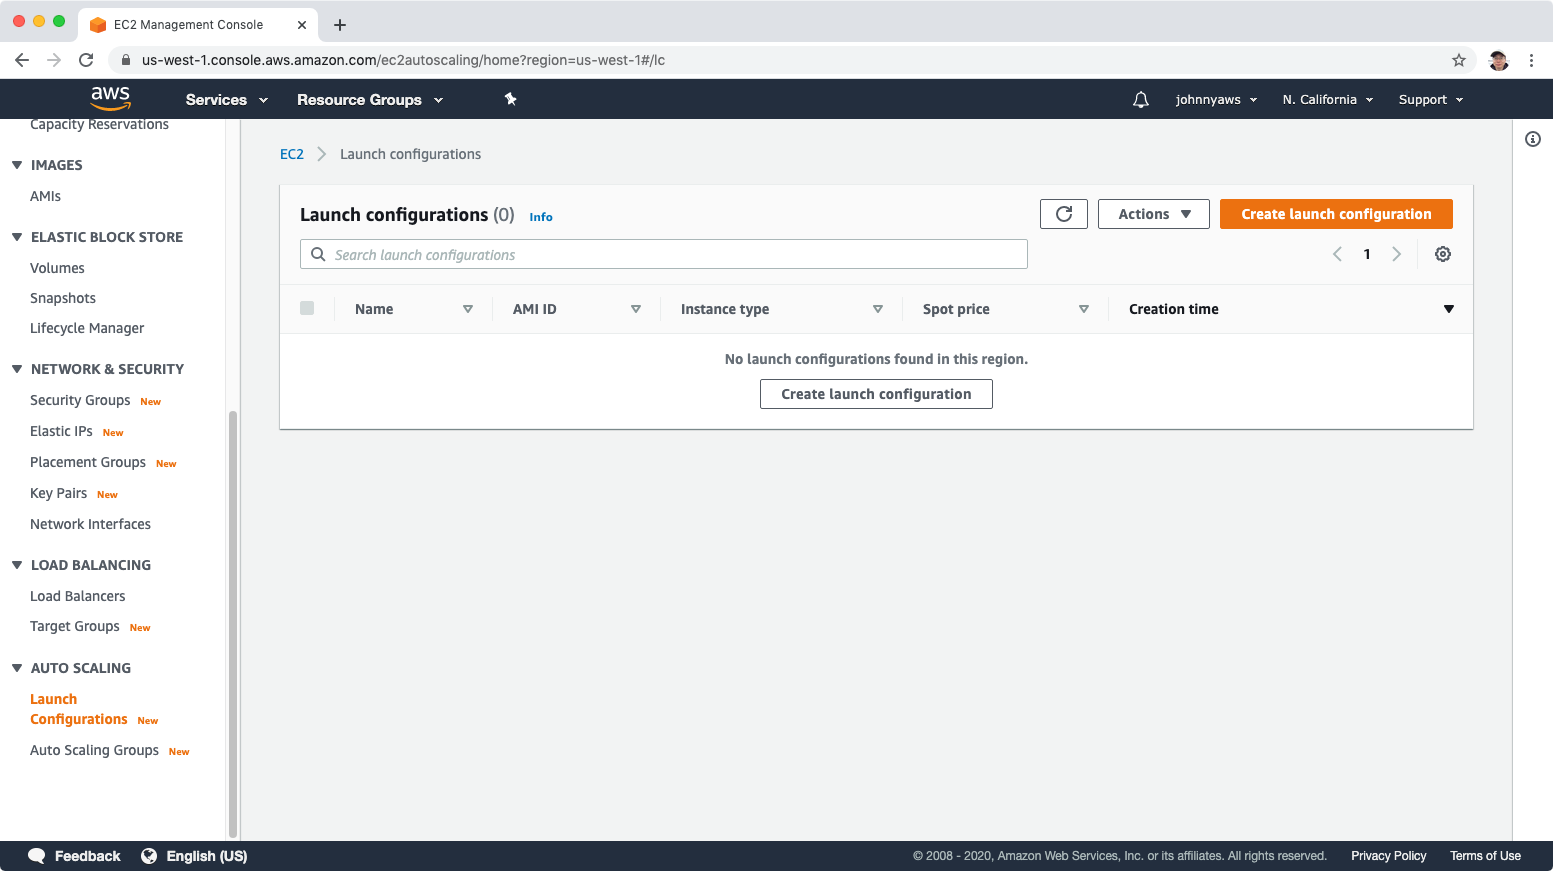 EC2 Management Console
us-west-1.console.aws.amazon.com/ec2autoscaling/home?region=us-west-1#/lc
aws Services Resource Groups johnnyaws N. California Support
Capacity Reservations
IMAGES
AMIs
ELASTIC BLOCK STORE
Volumes
Snapshots
Lifecycle Manager
NETWORK & SECURITY
Security Groups New
Elastic IPs New
Placement Groups New
Key Pairs New
Network Interfaces
LOAD BALANCING
Load Balancers
Target Groups New
AUTO SCALING
Launch
Configurations New
Auto Scaling Groups New
EC2 Launch configurations
Launch configurations (0) Info Actions Create launch configuration
Search launch configurations 1
Name AMI ID Instance type Spot price Creation time
No launch configurations found in this region.
Create launch configuration
Feedback English (US) © 2008 - 2020, Amazon Web Services, Inc. or its affiliates. All rights reserved. Privacy Policy Terms of Use